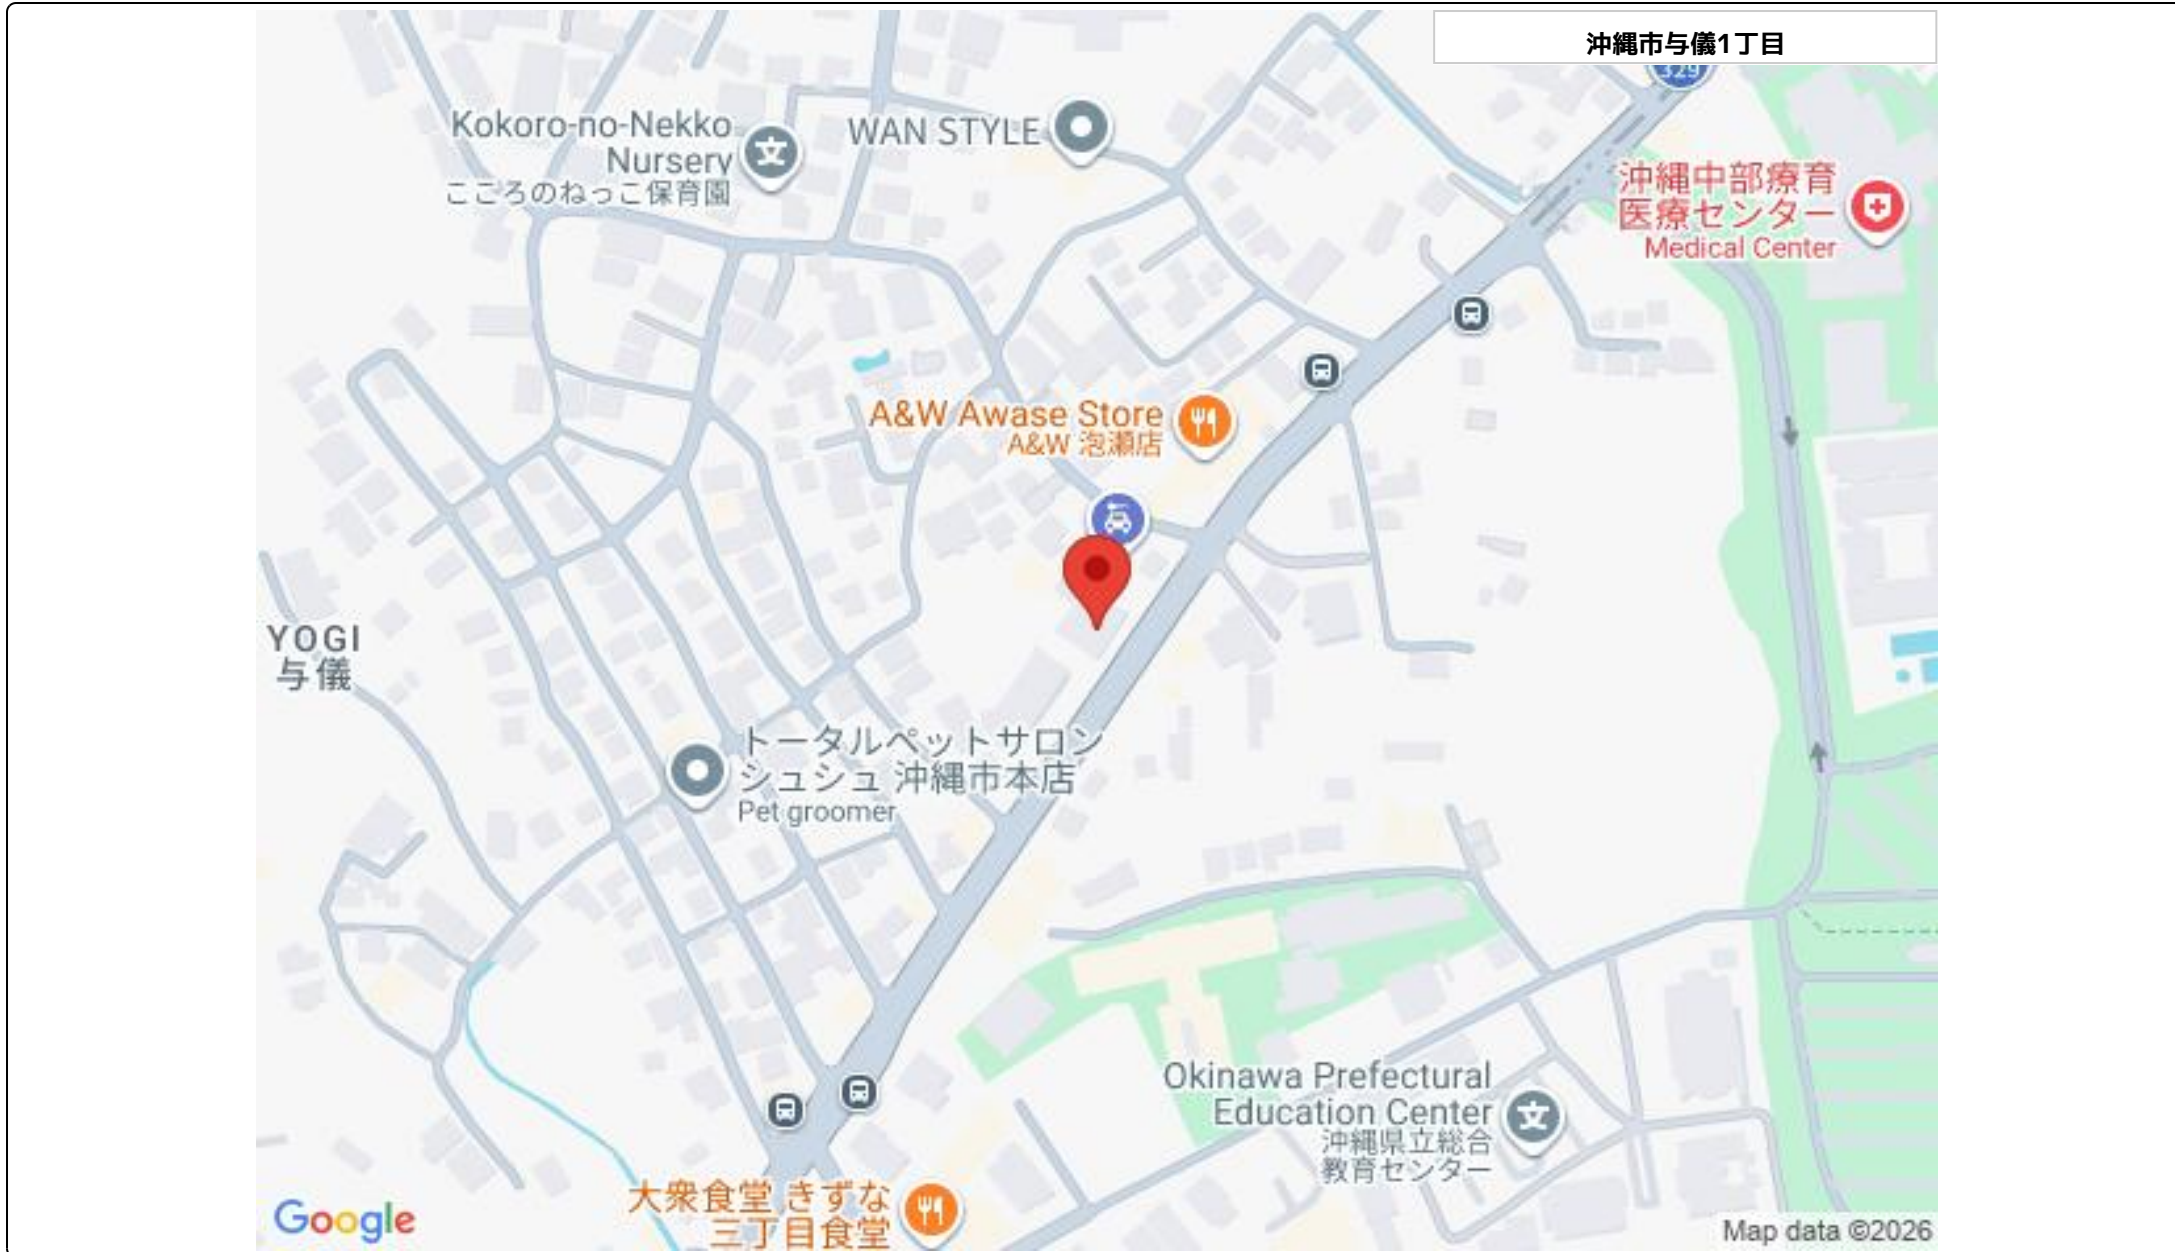 沖縄市与儀1丁目
329
Kokoro-no-Nekko
Nursery
こころのねっこ保育園
WAN STYLE
沖縄中部療育
医療センター
Medical Center
A&W Awase Store
A&W 泡瀬店
YOGI
与儀
トータルペットサロン
シュシュ 沖縄市本店
Pet groomer
Okinawa Prefectural
Education Center
沖縄県立総合
教育センター
大衆食堂 きずな
三丁目食堂
Google
Map data ©2026